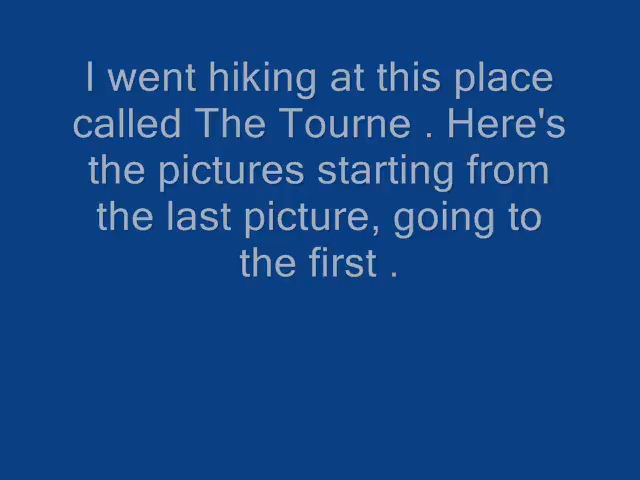 I went hiking at this place
called The Tourne . Here's
the pictures starting from
the last picture, going to
the first .